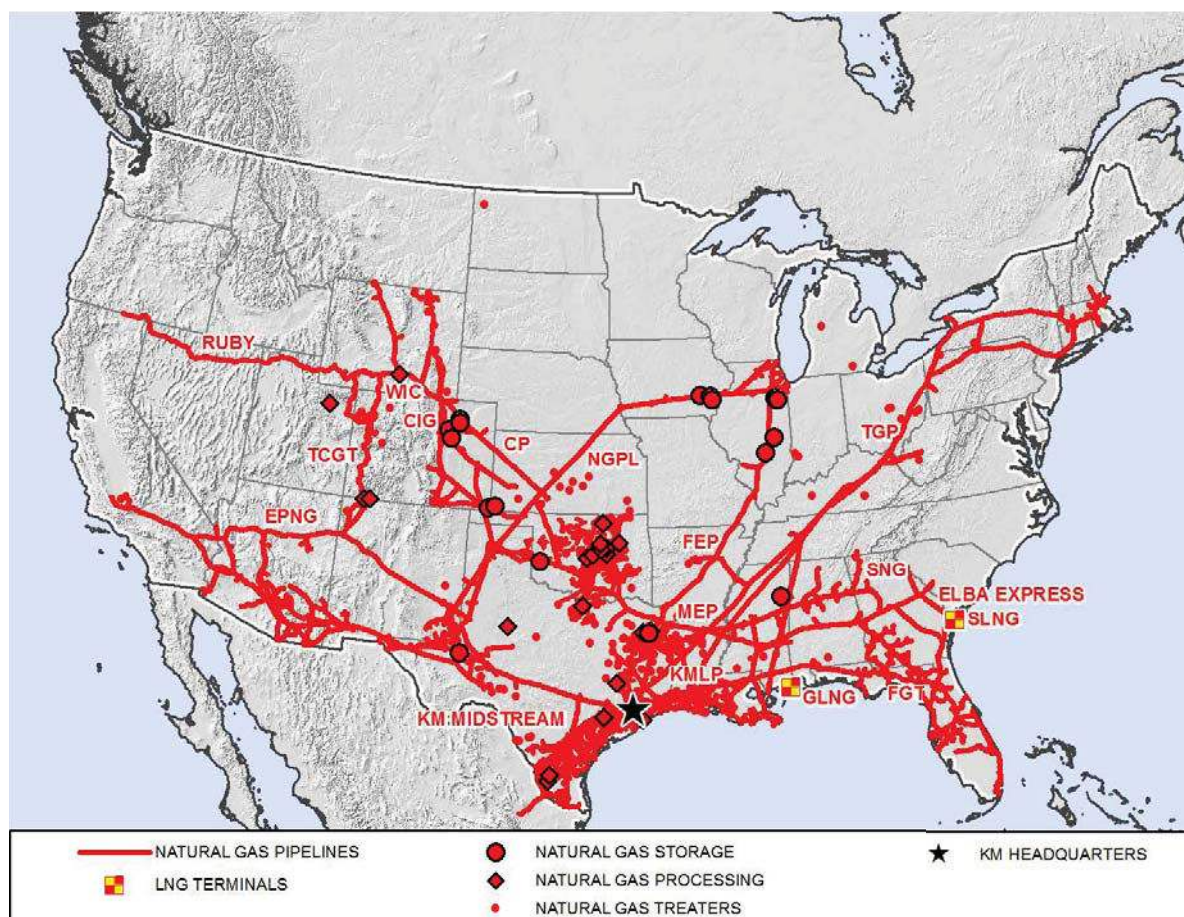 RUBY
WIC
CIG
CP
TCGT
NGPL
TGP
EPNG
FEP
SNG
MEP
ELBA EXPRESS
SLNG
KMLP
GLNG
FGT
KM MIDSTREAM
NATURAL GAS PIPELINES
LNG TERMINALS
NATURAL GAS STORAGE
NATURAL GAS PROCESSING
NATURAL GAS TREATERS
KM HEADQUARTERS